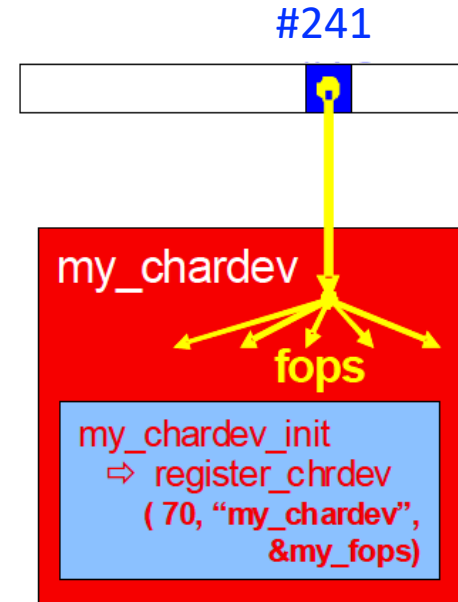 #241
my_chardev
fops
my_chardev_init
⇨ register_chrdev
( 70, “my_chardev”,
&my_fops)